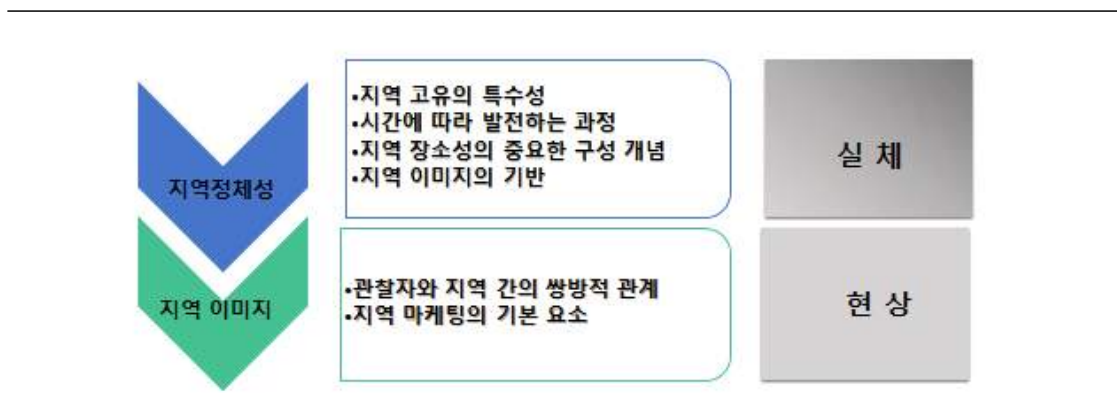 지역정체성
•지역 고유의 특수성
•시간에 따라 발전하는 과정
•지역 장소성의 중요한 구성 개념
•지역 이미지의 기반
실 체
지역 이미지
•관찰자와 지역 간의 쌍방적 관계
•지역 마케팅의 기본 요소
현 상